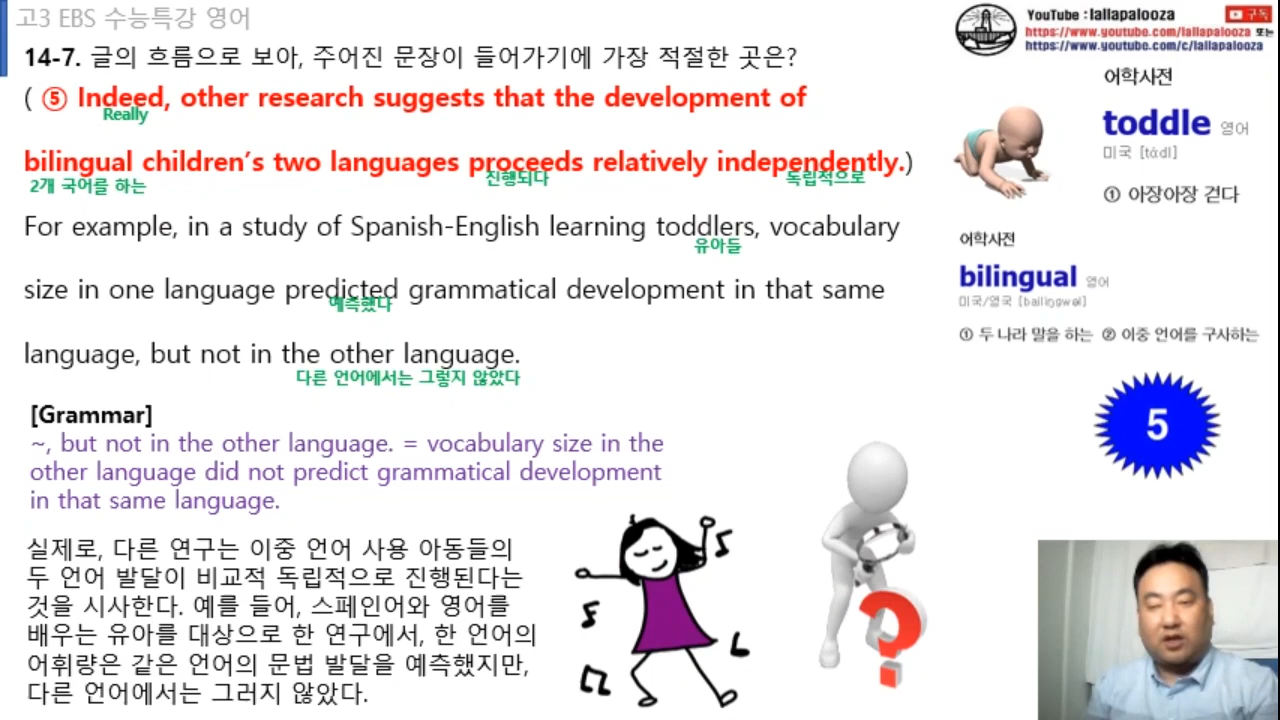 고3 EBS 수능특강 영어
YouTube : lallapalooza
구독
https://www.youtube.com/lallapalooza 또는
https://www.youtube.com/c/lallapalooza
14-7. 글의 흐름으로 보아, 주어진 문장이 들어가기에 가장 적절한 곳은?
( ⑤ Indeed, other research suggests that the development of
Really
bilingual children's two languages proceeds relatively independently.)
2개 국어를 하는 진행되다 독립적으로
For example, in a study of Spanish-English learning toddlers, vocabulary
유아들
size in one language predicted grammatical development in that same
예측했다
language, but not in the other language.
다른 언어에서는 그렇지 않았다
[Grammar]
~, but not in the other language. = vocabulary size in the
other language did not predict grammatical development
in that same language.
실제로, 다른 연구는 이중 언어 사용 아동들의
두 언어 발달이 비교적 독립적으로 진행된다는
것을 시사한다. 예를 들어, 스페인어와 영어를
배우는 유아를 대상으로 한 연구에서, 한 언어의
어휘량은 같은 언어의 문법 발달을 예측했지만,
다른 언어에서는 그러지 않았다.
어학사전
toddle 영어
미국 [tɑ́dl]
① 아장아장 걷다
어학사전
bilingual 영어
미국/영국 [bailiŋgwəl]
① 두 나라 말을 하는 ② 이중 언어를 구사하는
5